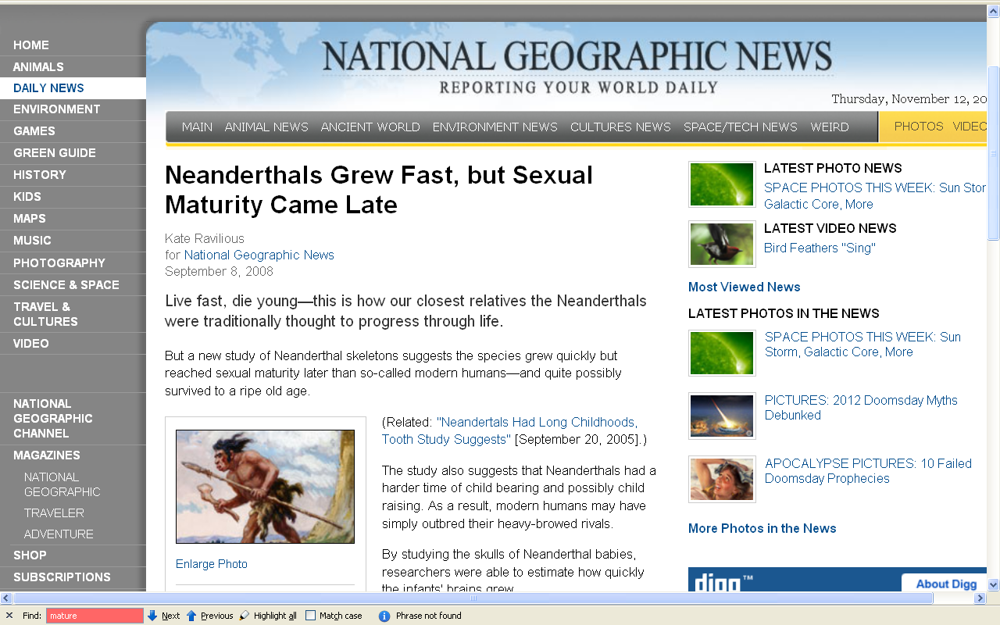 HOME
ANIMALS
DAILY NEWS
ENVIRONMENT
GAMES
GREEN GUIDE
HISTORY
KIDS
MAPS
MUSIC
PHOTOGRAPHY
SCIENCE & SPACE
TRAVEL &
CULTURES
VIDEO
NATIONAL
GEOGRAPHIC
CHANNEL
MAGAZINES
NATIONAL
GEOGRAPHIC
TRAVELER
ADVENTURE
SHOP
SUBSCRIPTIONS
NATIONAL GEOGRAPHIC NEWS
REPORTING YOUR WORLD DAILY
Thursday, November 12, 20
MAIN ANIMAL NEWS ANCIENT WORLD ENVIRONMENT NEWS CULTURES NEWS SPACE/TECH NEWS WEIRD PHOTOS VIDEO
Neanderthals Grew Fast, but Sexual
Maturity Came Late
Kate Ravilious
for National Geographic News
September 8, 2008
Live fast, die young—this is how our closest relatives the Neanderthals
were traditionally thought to progress through life.
But a new study of Neanderthal skeletons suggests the species grew quickly but
reached sexual maturity later than so-called modern humans—and quite possibly
survived to a ripe old age.
Enlarge Photo
(Related: "Neandertals Had Long Childhoods,
Tooth Study Suggests" [September 20, 2005].)
The study also suggests that Neanderthals had a
harder time of child bearing and possibly child
raising. As a result, modern humans may have
simply outbred their heavy-browed rivals.
By studying the skulls of Neanderthal babies,
researchers were able to estimate how quickly
the infants' brains grew
LATEST PHOTO NEWS
SPACE PHOTOS THIS WEEK: Sun Stor
Galactic Core, More
LATEST VIDEO NEWS
Bird Feathers "Sing"
Most Viewed News
LATEST PHOTOS IN THE NEWS
SPACE PHOTOS THIS WEEK: Sun
Storm, Galactic Core, More
PICTURES: 2012 Doomsday Myths
Debunked
APOCALYPSE PICTURES: 10 Failed
Doomsday Prophecies
More Photos in the News
digg™ About Digg
Find: mature Next Previous Highlight all Match case Phrase not found